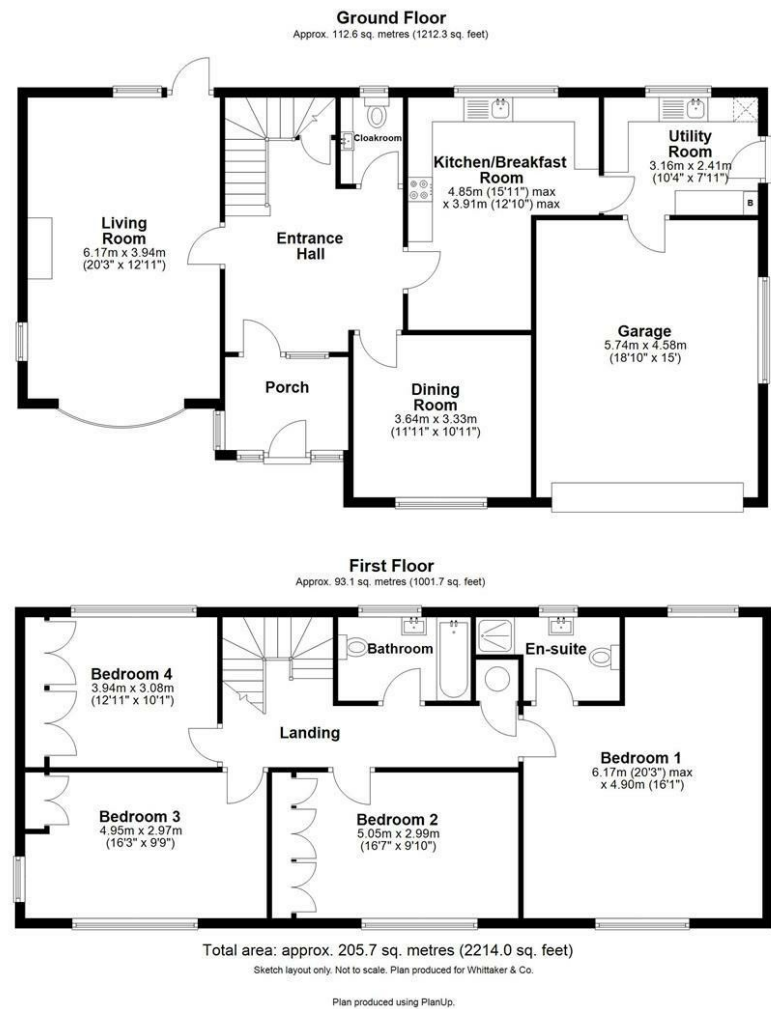 Ground Floor
Approx. 112.6 sq. metres (1212.3 sq. feet)
Cloakroom
Kitchen/Breakfast
Room
4.85m (15'11") max
x 3.91m (12'10") max
Utility
Room
3.16m x 2.41m
(10'4" x 7'11")
B
Living
Room
6.17m x 3.94m
(20'3" x 12'11")
Entrance
Hall
Garage
5.74m x 4.58m
(18'10" x 15')
Porch
Dining
Room
3.64m x 3.33m
(11'11" x 10'11")
First Floor
Approx. 93.1 sq. metres (1001.7 sq. feet)
Bedroom 4
3.94m x 3.08m
(12'11" x 10'1")
Bathroom
En-suite
Landing
Bedroom 1
6.17m (20'3") max
x 4.90m (16'1")
Bedroom 3
4.95m x 2.97m
(16'3" x 9'9")
Bedroom 2
5.05m x 2.99m
(16'7" x 9'10")
Total area: approx. 205.7 sq. metres (2214.0 sq. feet)
Sketch layout only. Not to scale. Plan produced for Whittaker & Co.
Plan produced using PlanUp.